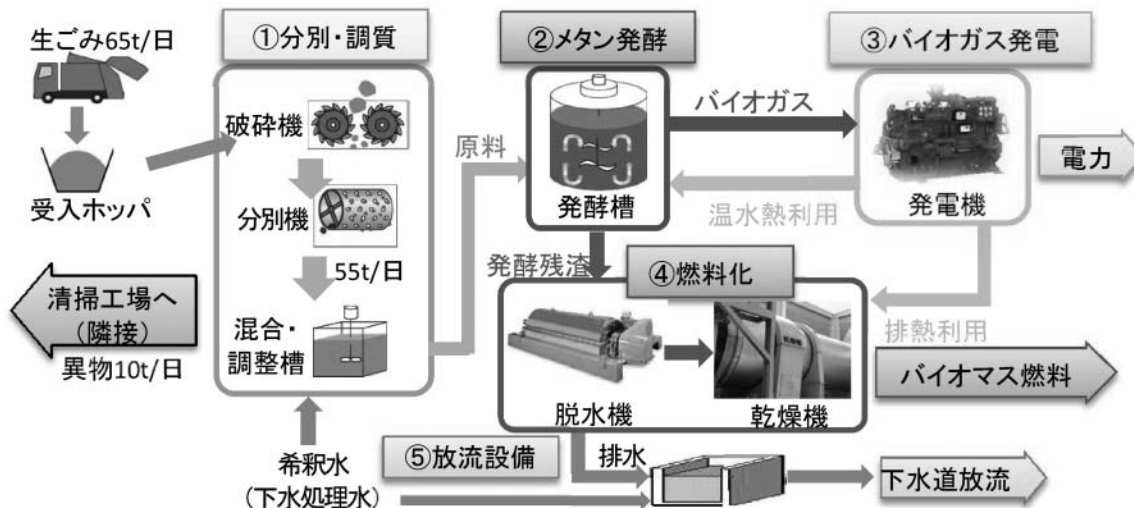 生ごみ65t/日
受入ホッパ
①分別・調質
破砕機
分別機
55t/日
混合・
調整槽
清掃工場へ
（隣接）
異物10t/日
希釈水
（下水処理水）
原料
②メタン発酵
発酵槽
バイオガス
温水熱利用
③バイオガス発電
発電機
電力
発酵残渣
④燃料化
排熱利用
脱水機
乾燥機
バイオマス燃料
⑤放流設備
排水
下水道放流